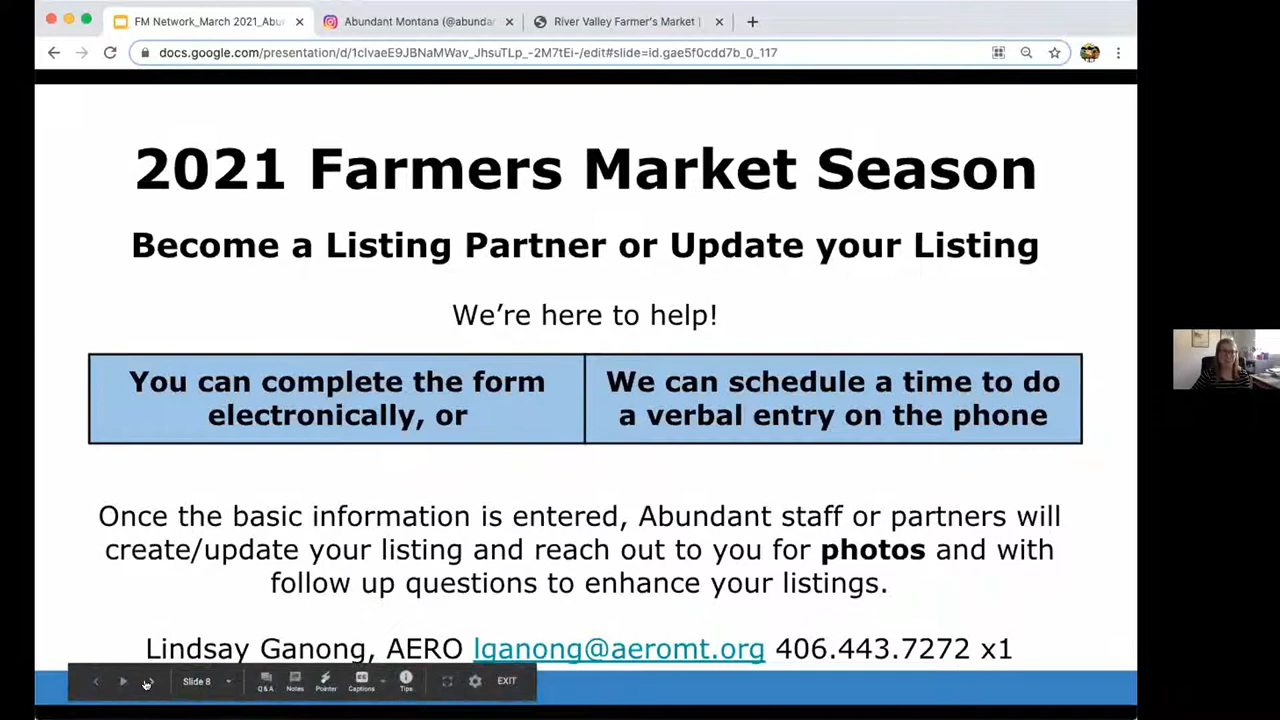 FM Network_March 2021_Abu
Abundant Montana (@abunda
River Valley Farmer's Market |
docs.google.com/presentation/d/1cIvaeE9JBNaMWav_JhsuTLp_-2M7tEi-/edit#slide=id.gae5f0cdd7b_0_117
2021 Farmers Market Season
Become a Listing Partner or Update your Listing
We're here to help!
You can complete the form
electronically, or
We can schedule a time to do
a verbal entry on the phone
Once the basic information is entered, Abundant staff or partners will
create/update your listing and reach out to you for photos and with
follow up questions to enhance your listings.
Lindsay Ganong, AERO lganong@aeromt.org 406.443.7272 x1
Slide 8
Q&A
Notes
Pointer
Captions
Tips
EXIT